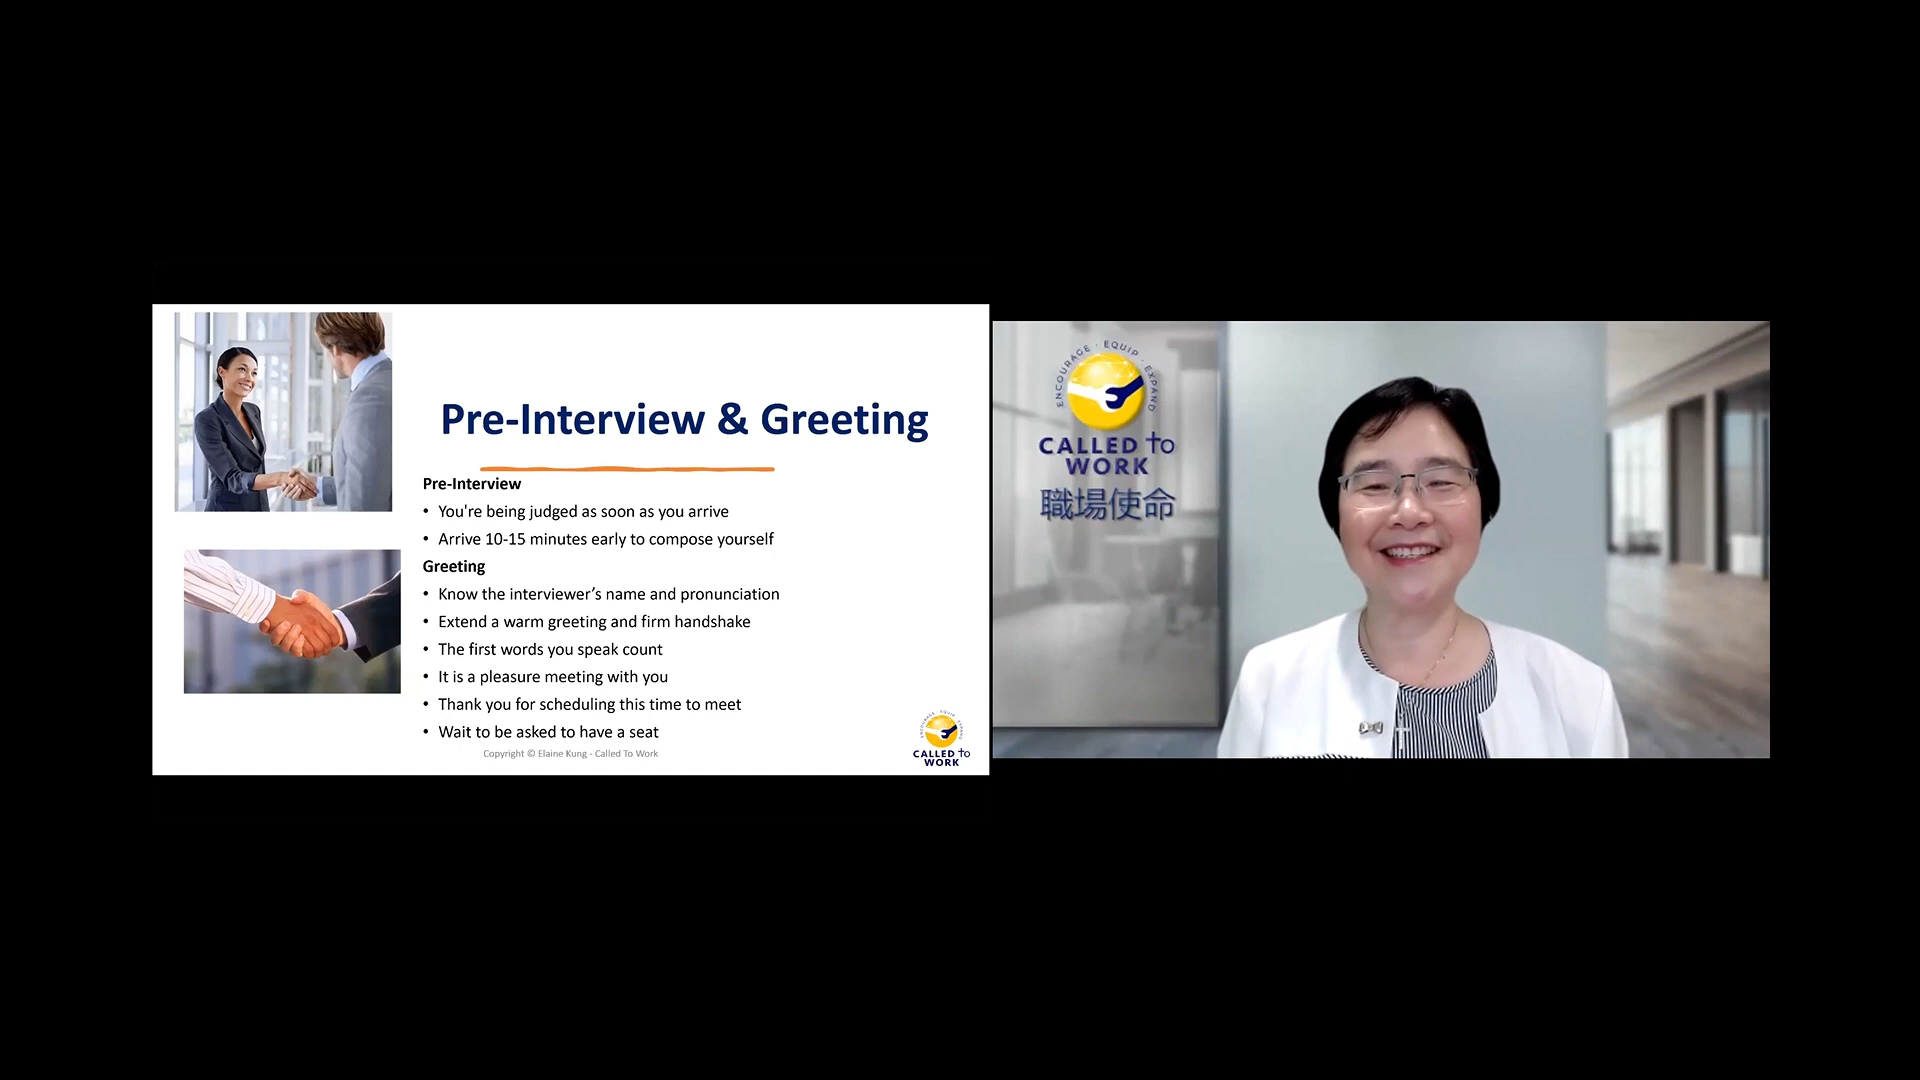 Pre-Interview & Greeting
Pre-Interview
• You're being judged as soon as you arrive
• Arrive 10-15 minutes early to compose yourself
Greeting
• Know the interviewer’s name and pronunciation
• Extend a warm greeting and firm handshake
• The first words you speak count
• It is a pleasure meeting with you
• Thank you for scheduling this time to meet
• Wait to be asked to have a seat
Copyright © Elaine Kung - Called To Work
ENCOURAGE · EQUIP · EXPAND
CALLED to
WORK
ENCOURAGE · EQUIP · EXPAND
CALLED to
WORK
職場使命